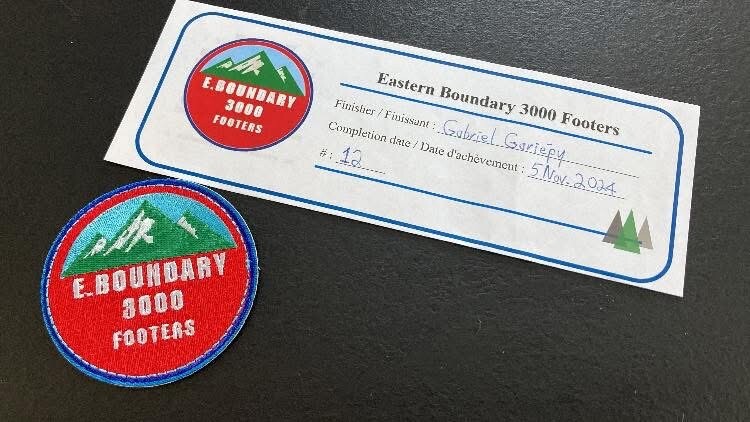 E.BOUNDARY
3000
FOOTERS
Eastern Boundary 3000 Footers
Finisher / Finissant : Gabriel Gariépy
Completion date / Date d'achèvement : 5 Nov. 2024
# : 12
E.BOUNDARY
3000
FOOTERS